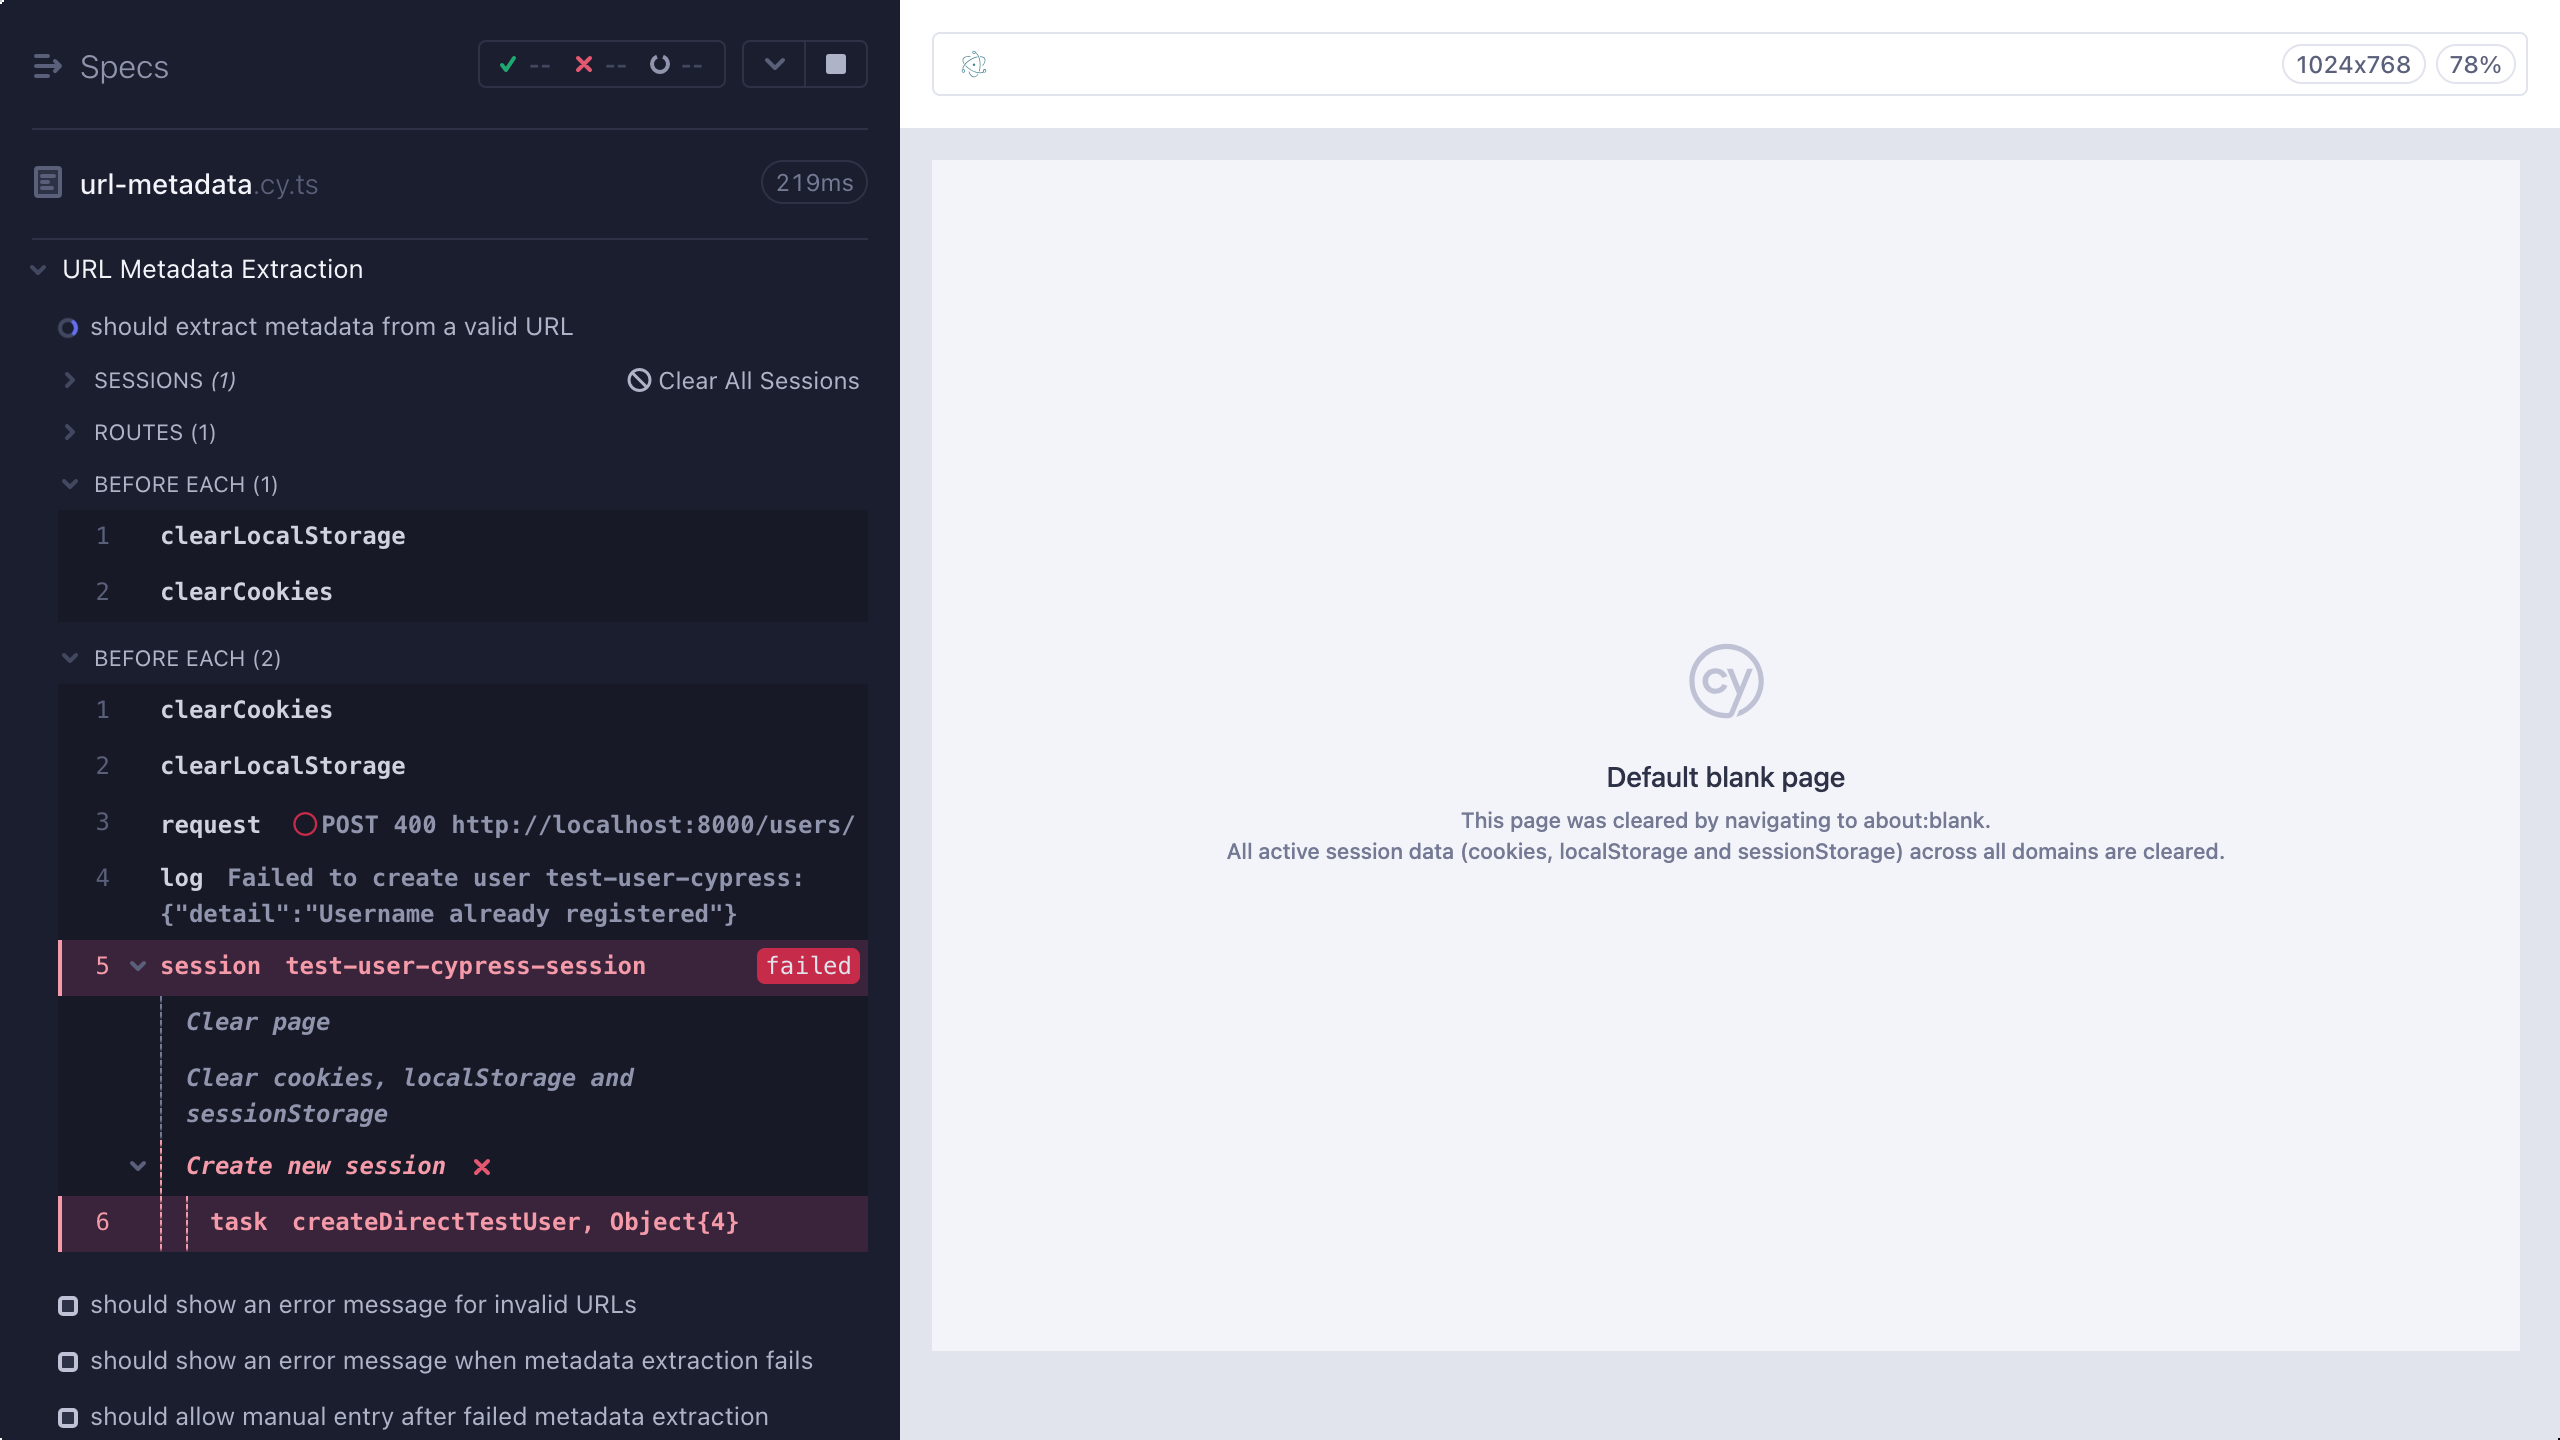 Specs
-- -- --
url-metadata.cy.ts
219ms
URL Metadata Extraction
should extract metadata from a valid URL
SESSIONS (1)
Clear All Sessions
ROUTES (1)
BEFORE EACH (1)
1 clearLocalStorage
2 clearCookies
BEFORE EACH (2)
1 clearCookies
2 clearLocalStorage
3 request POST 400 http://localhost:8000/users/
4 log Failed to create user test-user-cypress:
{"detail":"Username already registered"}
5 session test-user-cypress-session failed
Clear page
Clear cookies, localStorage and
sessionStorage
Create new session
6 task createDirectTestUser, Object{4}
should show an error message for invalid URLs
should show an error message when metadata extraction fails
should allow manual entry after failed metadata extraction
1024x768
78%
cy
Default blank page
This page was cleared by navigating to about:blank.
All active session data (cookies, localStorage and sessionStorage) across all domains are cleared.